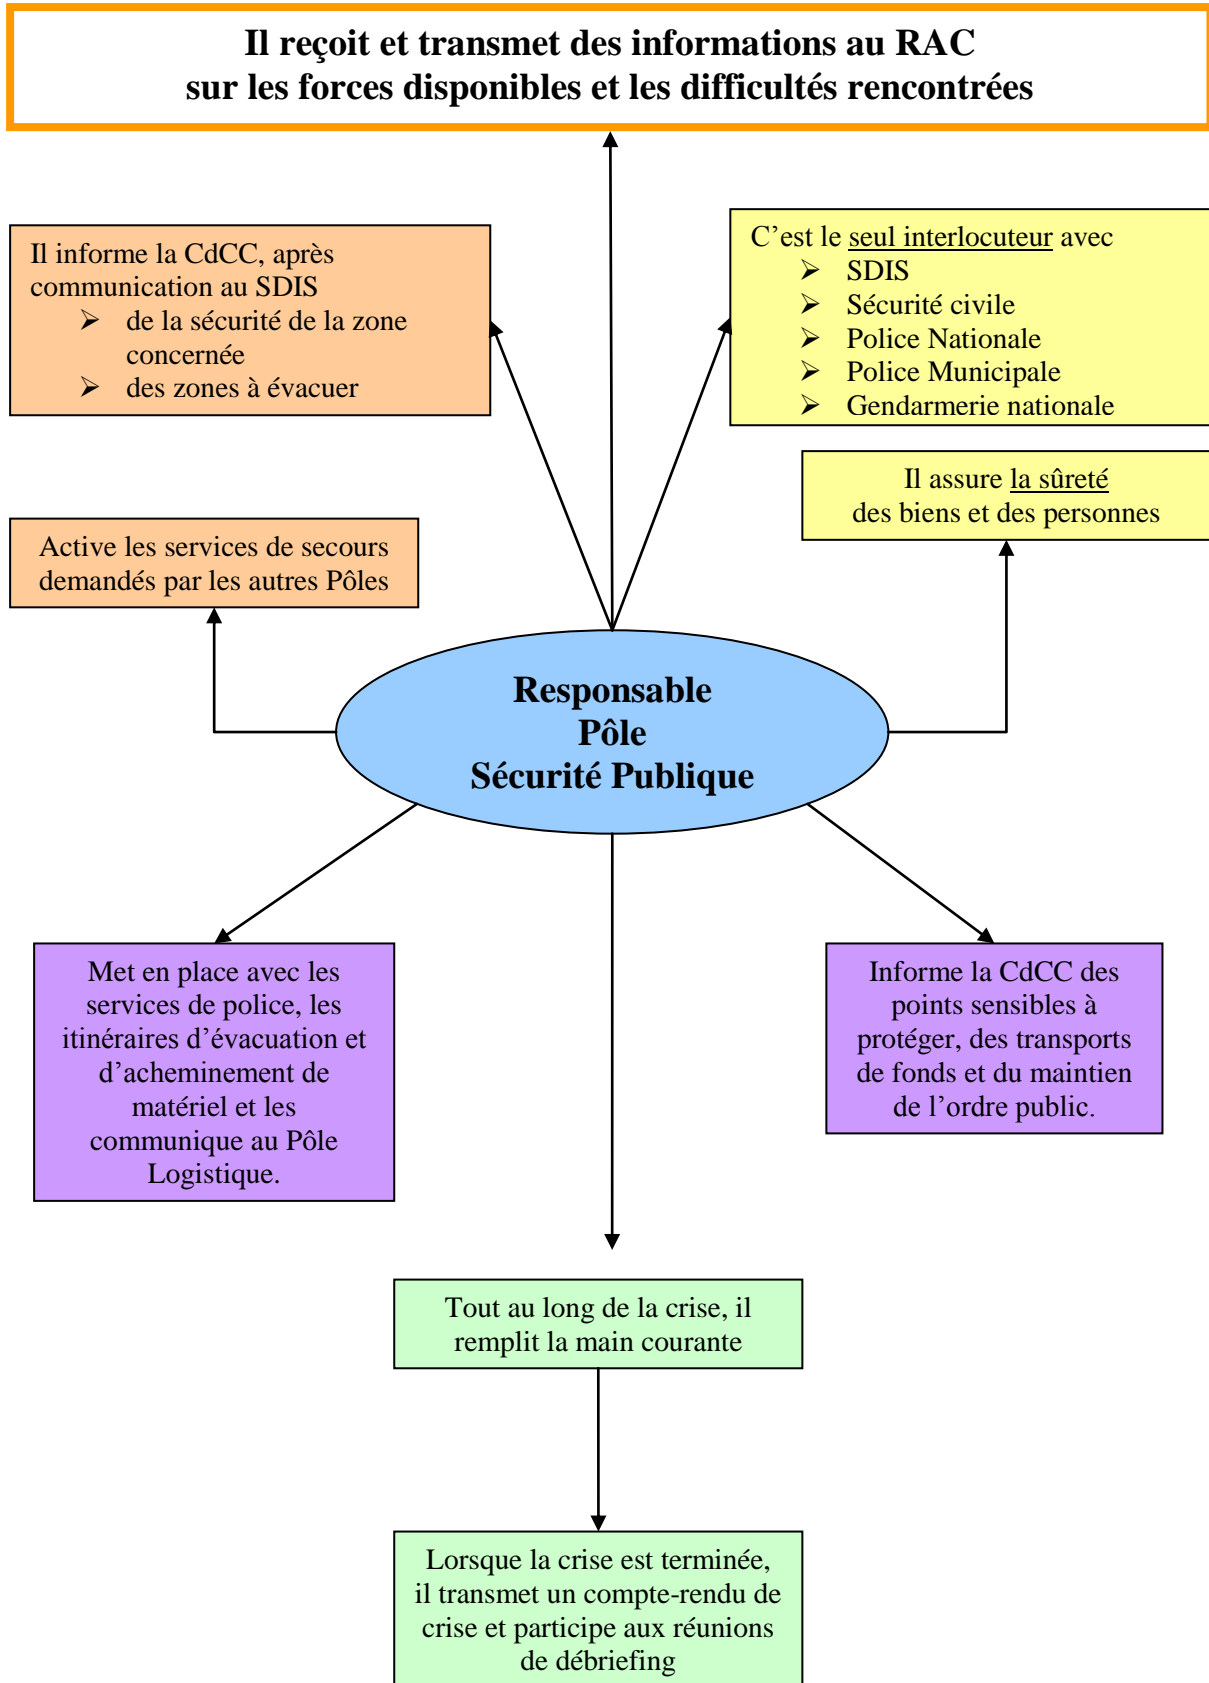 Il reçoit et transmet des informations au RAC
sur les forces disponibles et les difficultés rencontrées
Il informe la CdCC, après
communication au SDIS
➢ de la sécurité de la zone
concernée
➢ des zones à évacuer
C’est le seul interlocuteur avec
➢ SDIS
➢ Sécurité civile
➢ Police Nationale
➢ Police Municipale
➢ Gendarmerie nationale
Il assure la sûreté
des biens et des personnes
Active les services de secours
demandés par les autres Pôles
Responsable
Pôle
Sécurité Publique
Met en place avec les
services de police, les
itinéraires d’évacuation et
d’acheminement de
matériel et les
communique au Pôle
Logistique.
Informe la CdCC des
points sensibles à
protéger, des transports
de fonds et du maintien
de l’ordre public.
Tout au long de la crise, il
remplit la main courante
Lorsque la crise est terminée,
il transmet un compte-rendu de
crise et participe aux réunions
de débriefing